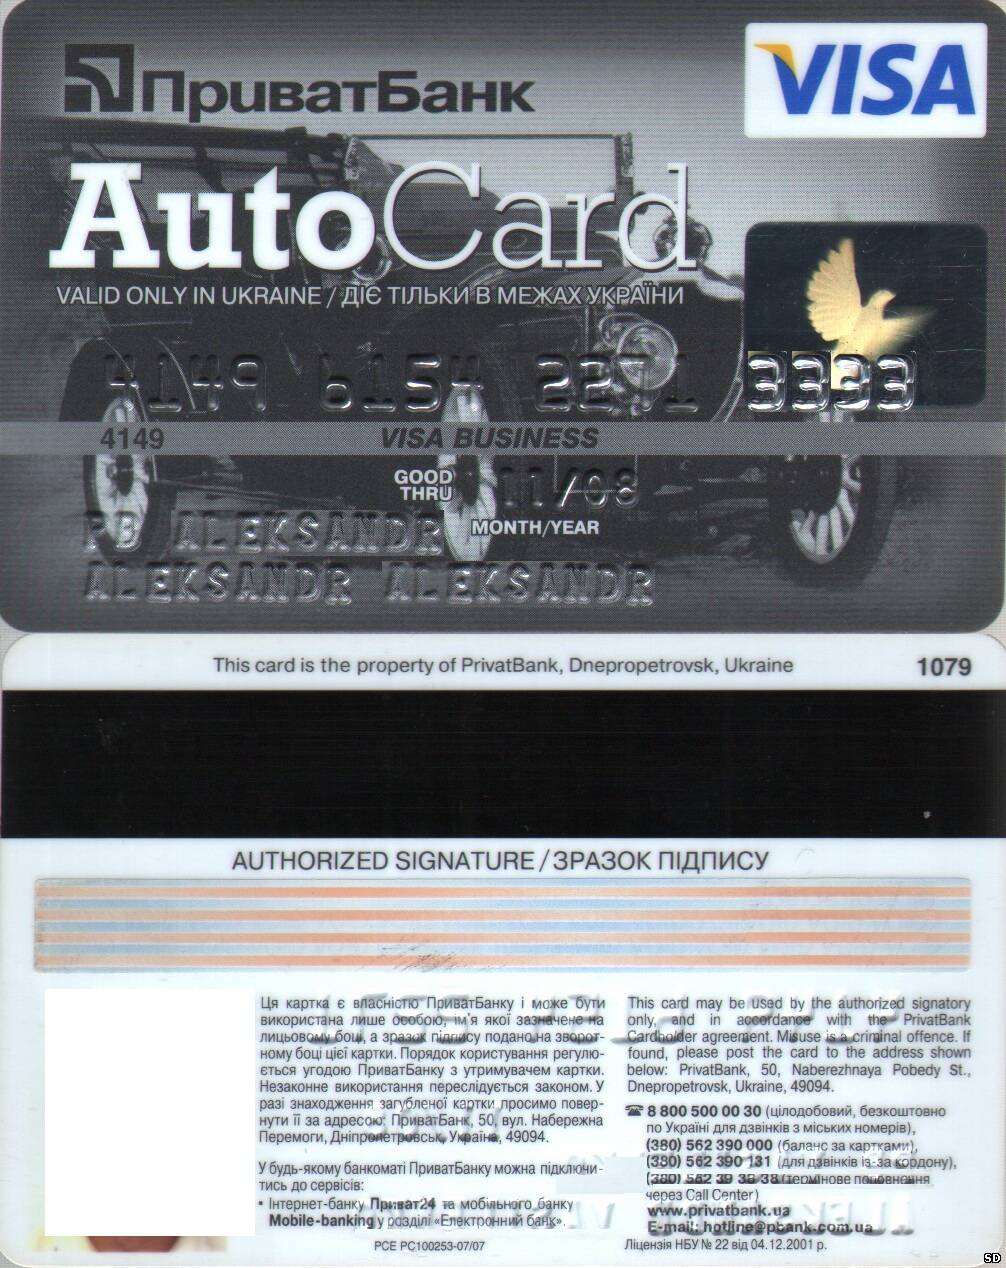 ПриватБанк
VISA
AutoCard
VALID ONLY IN UKRAINE / ДІЄ ТІЛЬКИ В МЕЖАХ УКРАЇНИ
4149 6154 2271 3333
4149 VISA BUSINESS
GOOD THRU 11/08
MONTH/YEAR
PB ALEKSANDR
ALEKSANDR ALEKSANDR
This card is the property of PrivatBank, Dnepropetrovsk, Ukraine 1079
AUTHORIZED SIGNATURE / ЗРАЗОК ПІДПИСУ
Ця картка є власністю ПриватБанку і може бути
використана лише особою, ім'я якої зазначене на
лицьовому боці, а зразок підпису подано на зворот-
ному боці цієї картки. Порядок користування регулю-
ється угодою ПриватБанку з утримувачем картки.
Незаконне використання переслідується законом. У
разі знаходження загубленої картки просимо повер-
нути її за адресою: ПриватБанк, 50, вул. Набережна
Перемоги, Дніпропетровськ, Україна, 49094.
У будь-якому банкоматі ПриватБанку можна підключи-
тись до сервісів:
• Інтернет-банку Приват24 та мобільного банку
Mobile-banking у розділі «Електронний банк».
PCE PC100253-07/07
This card may be used by the authorized signatory
only, and in accordance with the PrivatBank
Cardholder agreement. Misuse is a criminal offence. If
found, please post the card to the address shown
below: PrivatBank, 50, Naberezhnaya Pobedy St.,
Dnepropetrovsk, Ukraine, 49094.
☎ 8 800 500 00 30 (цілодобовий, безкоштовно
по Україні для дзвінків з міських номерів),
(380) 562 390 000 (баланс за картками),
(380) 562 390 131 (для дзвінків із-за кордону),
(380) 562 39 38 38 (термінове поповнення
через Call Center)
www.privatbank.ua
E-mail: hotline@pbank.com.ua
Ліцензія НБУ № 22 від 04.12.2001 р.
SD